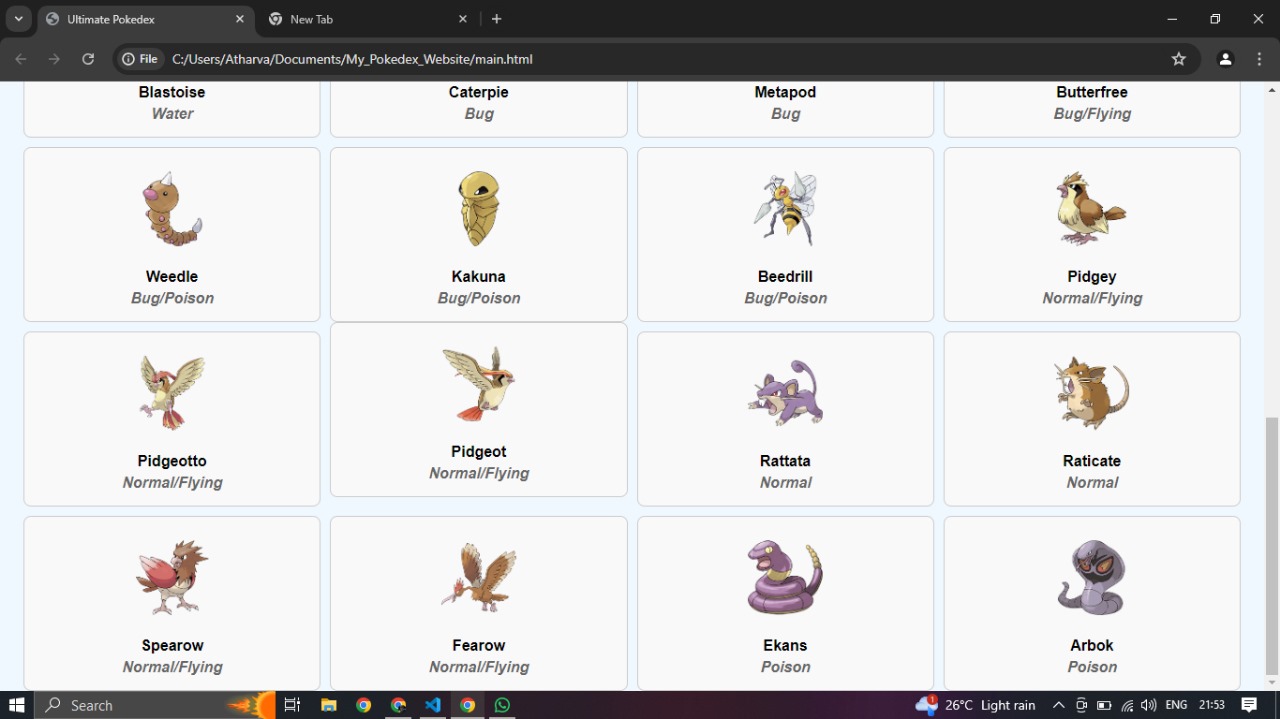 Ultimate Pokedex
New Tab
File C:/Users/Atharva/Documents/My_Pokedex_Website/main.html
Blastoise Caterpie Metapod Butterfree
Water Bug Bug Bug/Flying
Weedle Kakuna Beedrill Pidgey
Bug/Poison Bug/Poison Bug/Poison Normal/Flying
Pidgeotto Pidgeot Rattata Raticate
Normal/Flying Normal/Flying Normal Normal
Spearow Fearow Ekans Arbok
Normal/Flying Normal/Flying Poison Poison
Search 1 26°C Light rain ENG 21:53